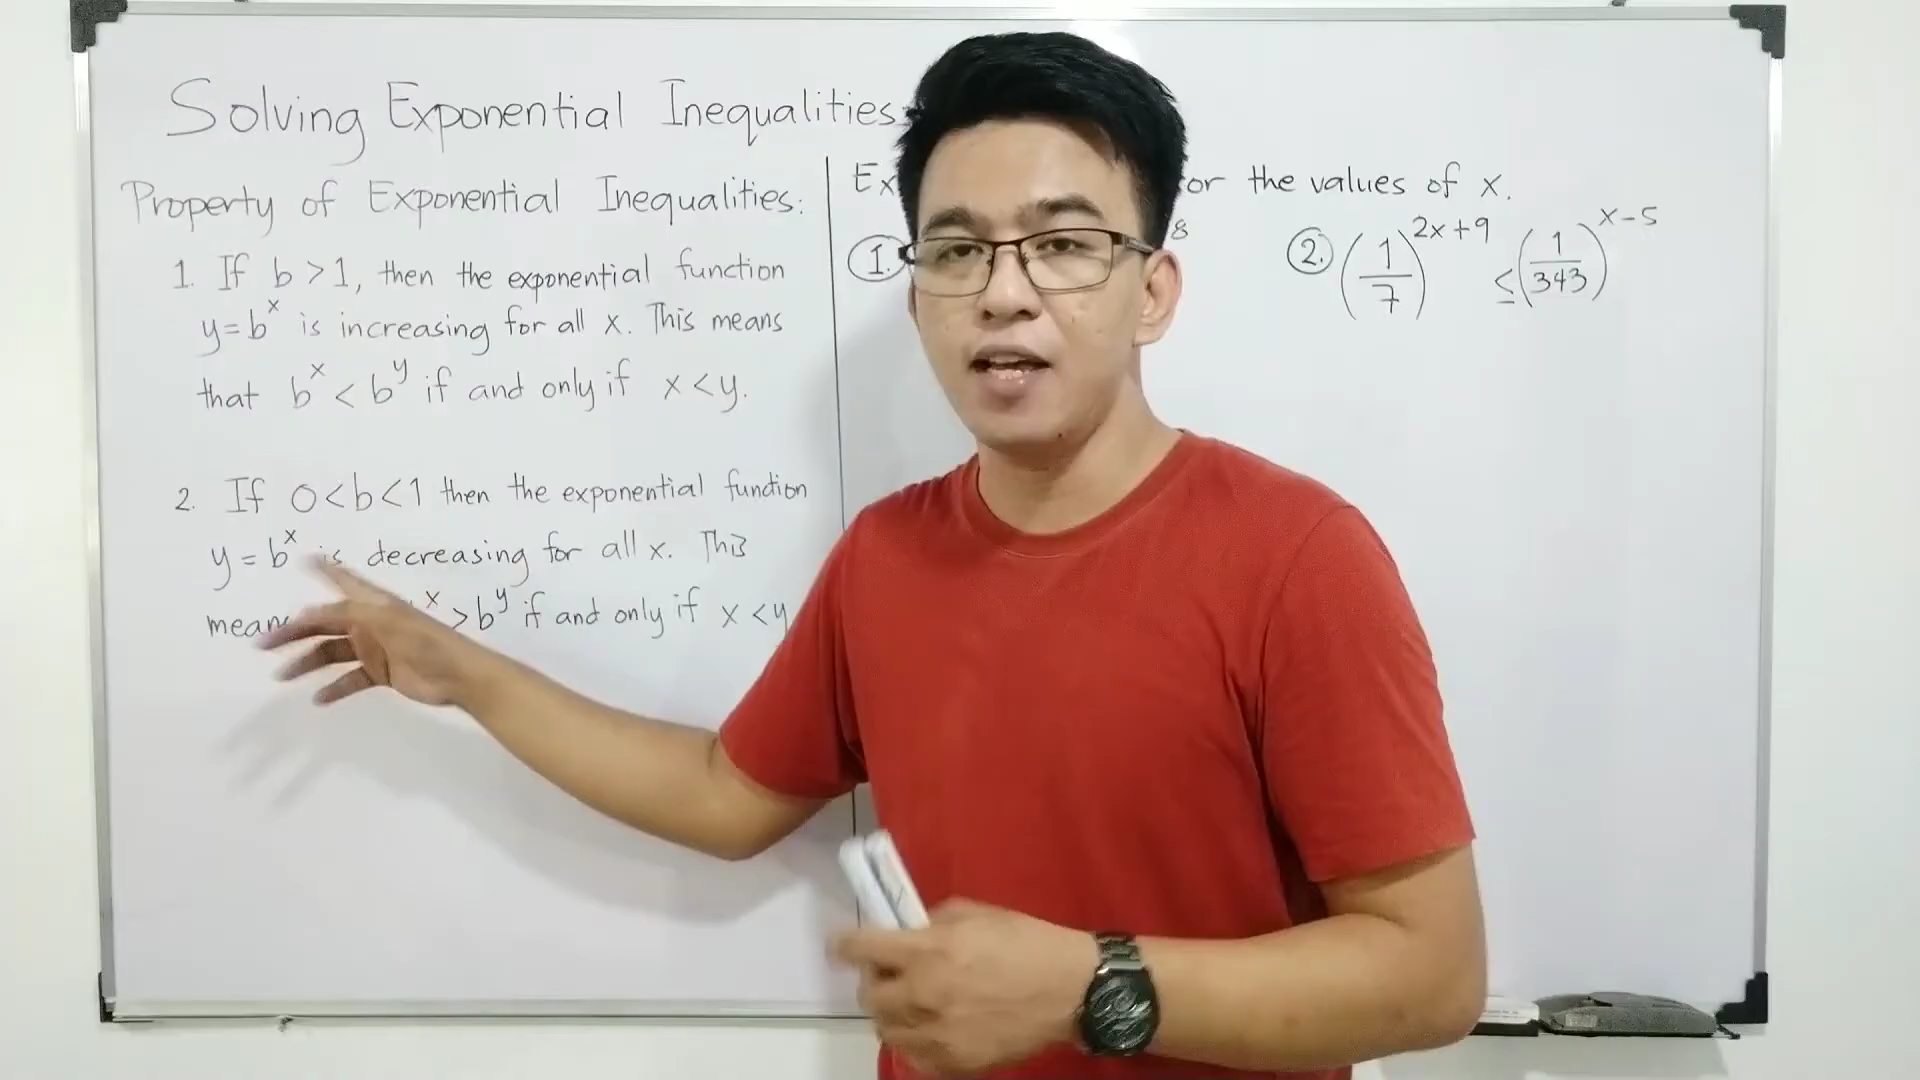 Solving Exponential Inequalities
Property of Exponential Inequalities:
1. If b > 1, then the exponential function
y = b^x is increasing for all x. This means
that b^x < b^y if and only if x < y.
2. If 0 < b < 1 then the exponential function
y = b^x is decreasing for all x. This
means x > b^y if and only if x < y
or the values of x.
1. 8
2. (1/7)^(2x+9) ≤ (1/343)^(x-5)